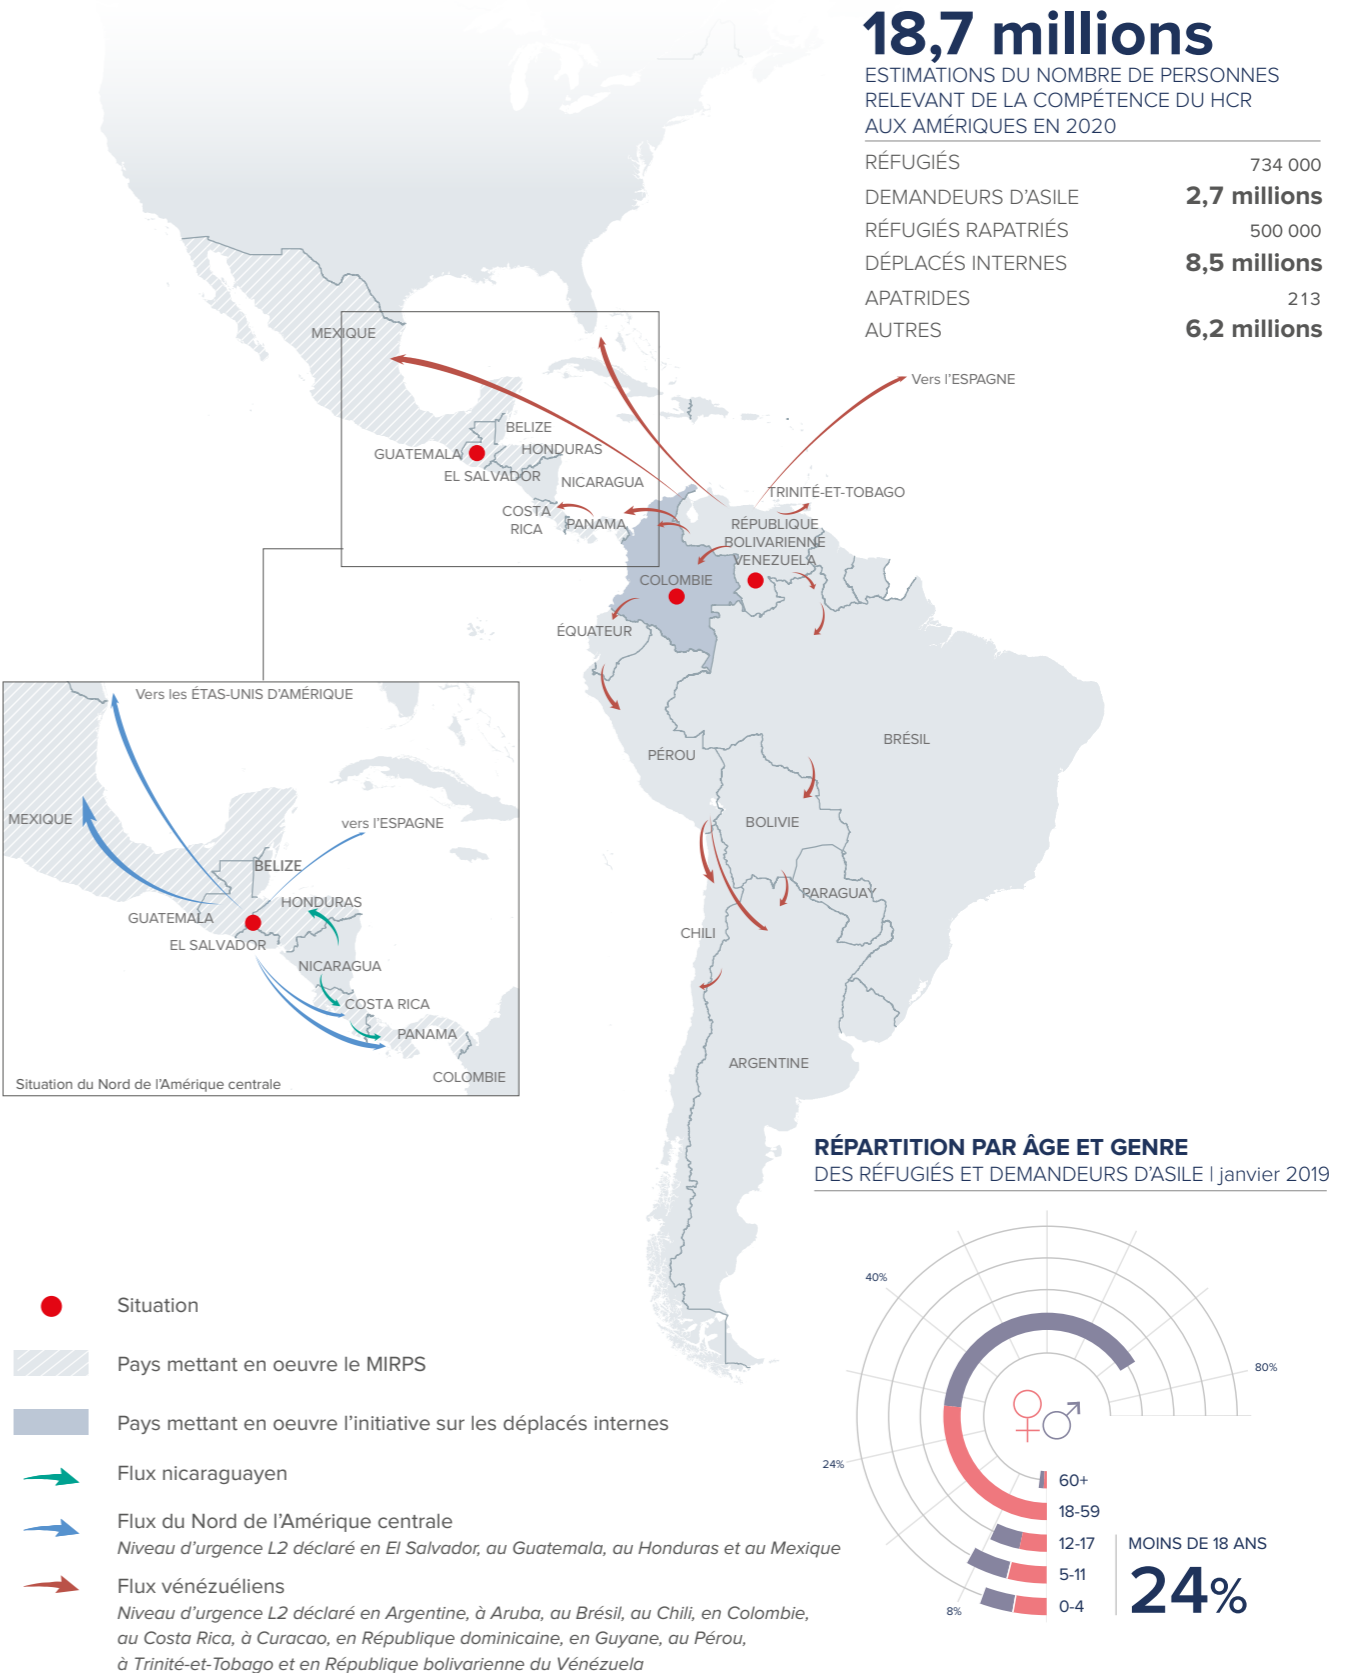 18,7 millions
ESTIMATIONS DU NOMBRE DE PERSONNES
RELEVANT DE LA COMPÉTENCE DU HCR
AUX AMÉRIQUES EN 2020
RÉFUGIÉS 734 000
DEMANDEURS D'ASILE 2,7 millions
RÉFUGIÉS RAPATRIÉS 500 000
DÉPLACÉS INTERNES 8,5 millions
APATRIDES 213
AUTRES 6,2 millions
MEXIQUE
Vers l'ESPAGNE
BELIZE
GUATEMALA
HONDURAS
EL SALVADOR
NICARAGUA
TRINITÉ-ET-TOBAGO
COSTA
RICA
PANAMA
RÉPUBLIQUE
BOLIVARIENNE
VENEZUELA
COLOMBIE
ÉQUATEUR
BRÉSIL
PÉROU
BOLIVIE
PARAGUAY
CHILI
ARGENTINE
Vers les ÉTAS-UNIS D'AMÉRIQUE
MEXIQUE
vers l'ESPAGNE
BELIZE
HONDURAS
GUATEMALA
EL SALVADOR
NICARAGUA
COSTA RICA
PANAMA
COLOMBIE
Situation du Nord de l'Amérique centrale
RÉPARTITION PAR ÂGE ET GENRE
DES RÉFUGIÉS ET DEMANDEURS D'ASILE | janvier 2019
40%
80%
24%
8%
60+
18-59
12-17
5-11
0-4
MOINS DE 18 ANS
24%
Situation
Pays mettant en oeuvre le MIRPS
Pays mettant en oeuvre l'initiative sur les déplacés internes
Flux nicaraguayen
Flux du Nord de l'Amérique centrale
Niveau d'urgence L2 déclaré en El Salvador, au Guatemala, au Honduras et au Mexique
Flux vénézuéliens
Niveau d'urgence L2 déclaré en Argentine, à Aruba, au Brésil, au Chili, en Colombie,
au Costa Rica, à Curacao, en République dominicaine, en Guyane, au Pérou,
à Trinité-et-Tobago et en République bolivarienne du Vénézuela